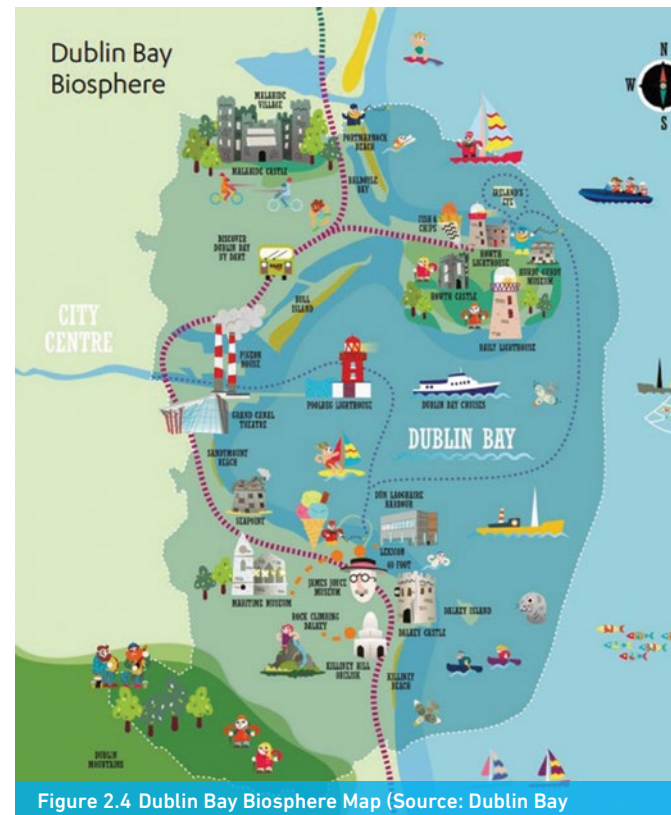 Dublin Bay
Biosphere
N
W
S
MALAHIDE
VILLAGE
MALAHIDE CASTLE
PORTMARNOCK
BEACH
BALDOYLE
BAY
IRELAND'S
EYE
FISH &
CHIPS
HOWTH
LIGHTHOUSE
HURDY GURDY
MUSEUM
HOWTH CASTLE
BAILY LIGHTHOUSE
DISCOVER
DUBLIN BAY
BY DART
BULL
ISLAND
CITY
CENTRE
PIGEON
HOUSE
GRAND CANAL
THEATRE
POOLBEG LIGHTHOUSE
DUBLIN BAY CRUISES
DUBLIN BAY
SANDYMOUNT
BEACH
SEAPOINT
DÚN LAOGHAIRE
HARBOUR
LEXICON
40 FOOT
MARITIME MUSEUM
JAMES JOYCE
MUSEUM
DALKEY ISLAND
DALKEY CASTLE
ROCK CLIMBING
DALKEY
KILLINEY HILL
OBELISK
KILLINEY
BEACH
DUBLIN
MOUNTAINS
Figure 2.4 Dublin Bay Biosphere Map (Source: Dublin Bay